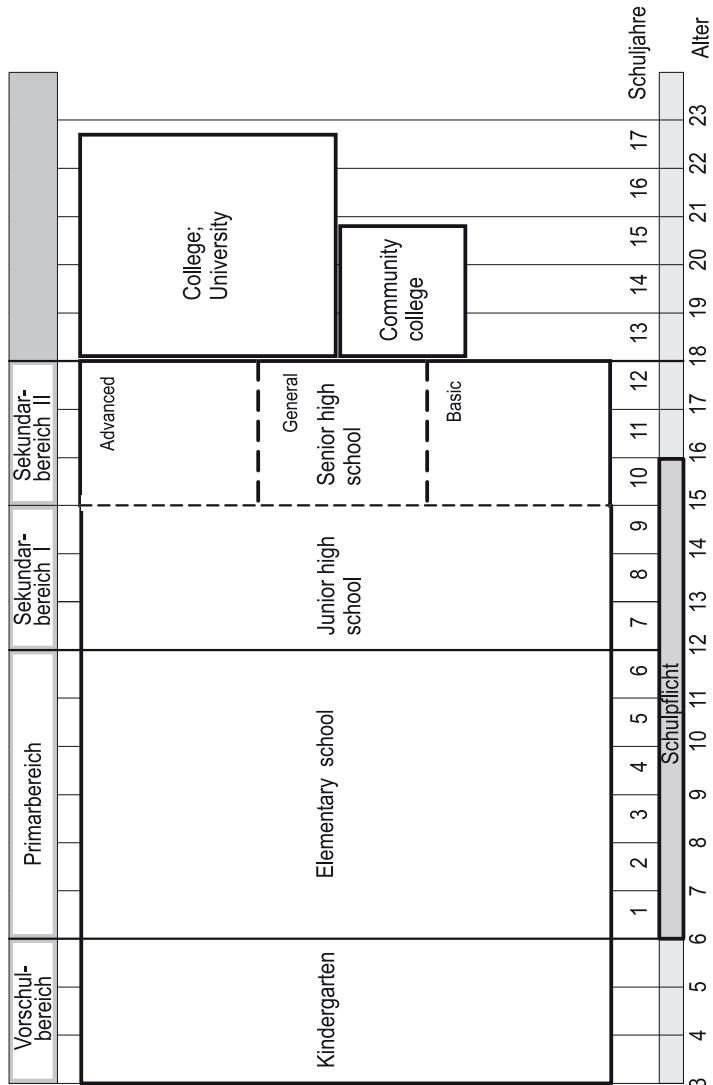 Vorschul-
bereich
Primarbereich
Sekundar-
bereich I
Sekundar-
bereich II
Kindergarten
Elementary school
Junior high
school
Advanced
General
Senior high
school
Basic
College;
University
Community
college
1 2 3 4 5 6 7 8 9 10 11 12 13 14 15 16 17 Schuljahre
Schulpflicht
3 4 5 6 7 8 9 10 11 12 13 14 15 16 17 18 19 20 21 22 23 Alter